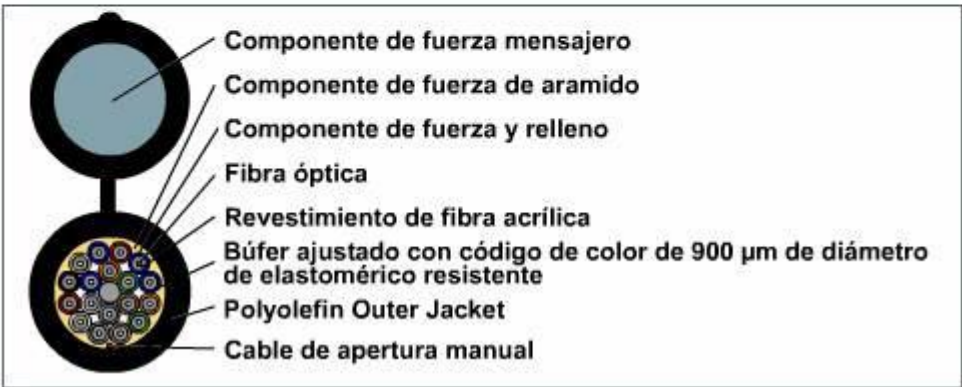 Componente de fuerza mensajero
Componente de fuerza de aramido
Componente de fuerza y relleno
Fibra óptica
Revestimiento de fibra acrílica
Búfer ajustado con código de color de 900 µm de diámetro
de elastomérico resistente
Polyolefin Outer Jacket
Cable de apertura manual